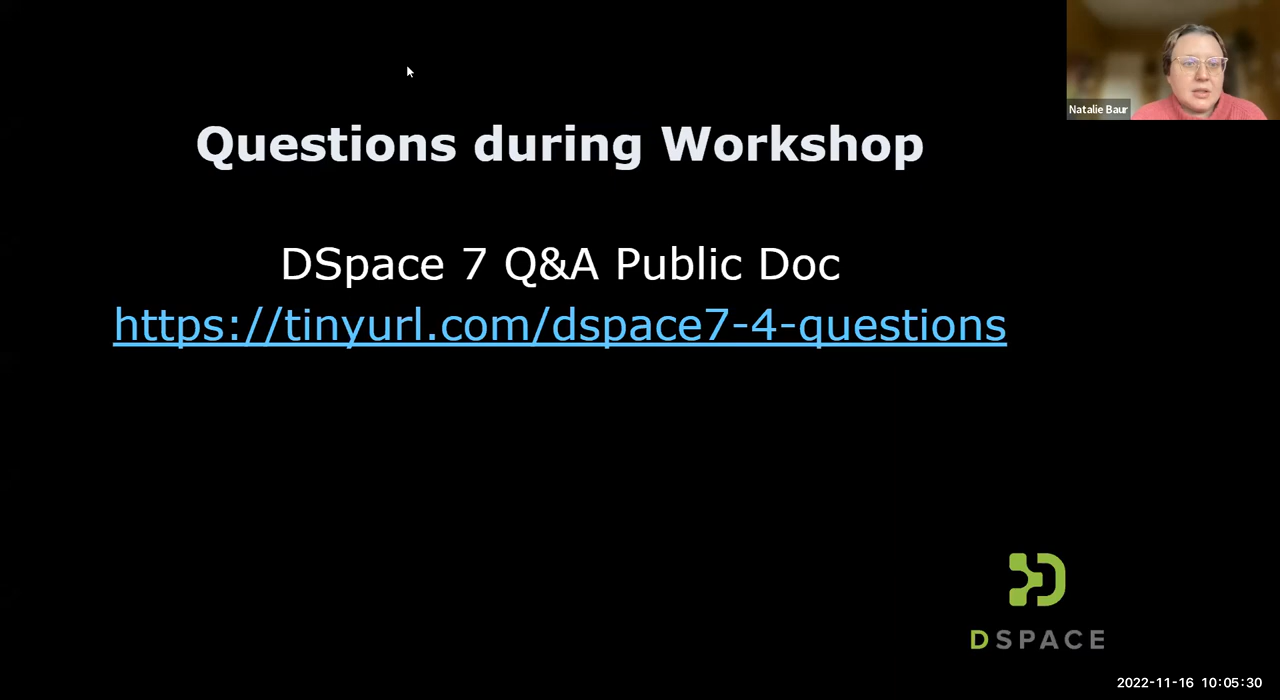 Natalie Baur
Questions during Workshop
DSpace 7 Q&A Public Doc
https://tinyurl.com/dspace7-4-questions
DSPACE
2022-11-16 10:05:30